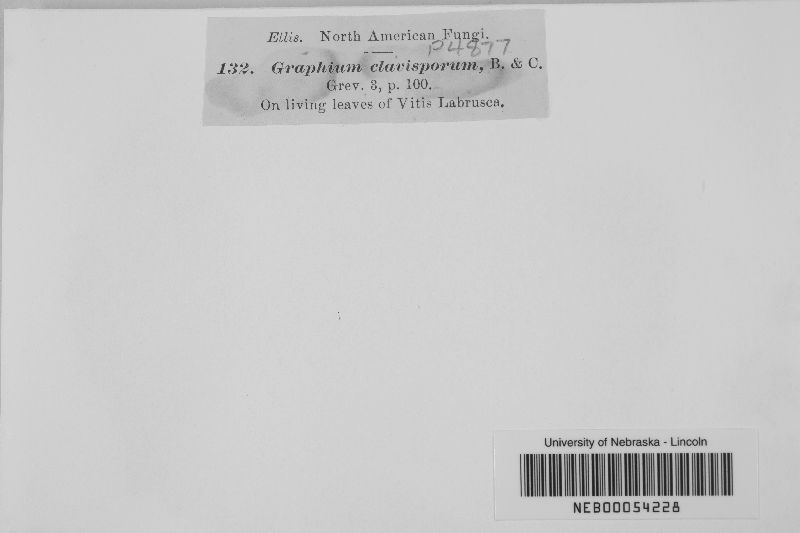 Ellis. North American Fungi.
P4877
132. Graphium clavisporum, B. & C.
Grev. 3, p. 100.
On living leaves of Vitis Labrusca.
University of Nebraska - Lincoln
NEB00054228